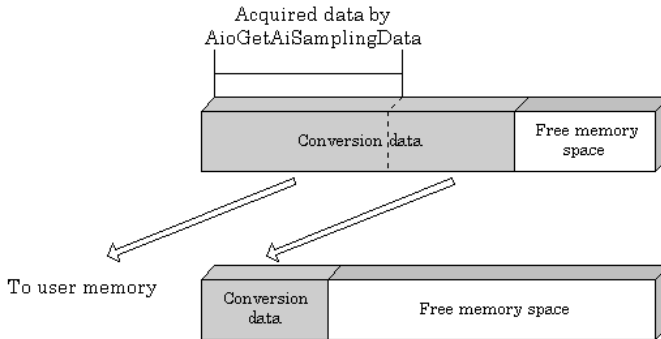 Acquired data by
AioGetAiSamplingData
Conversion data
Free memory
space
To user memory
Conversion
data
Free memory space